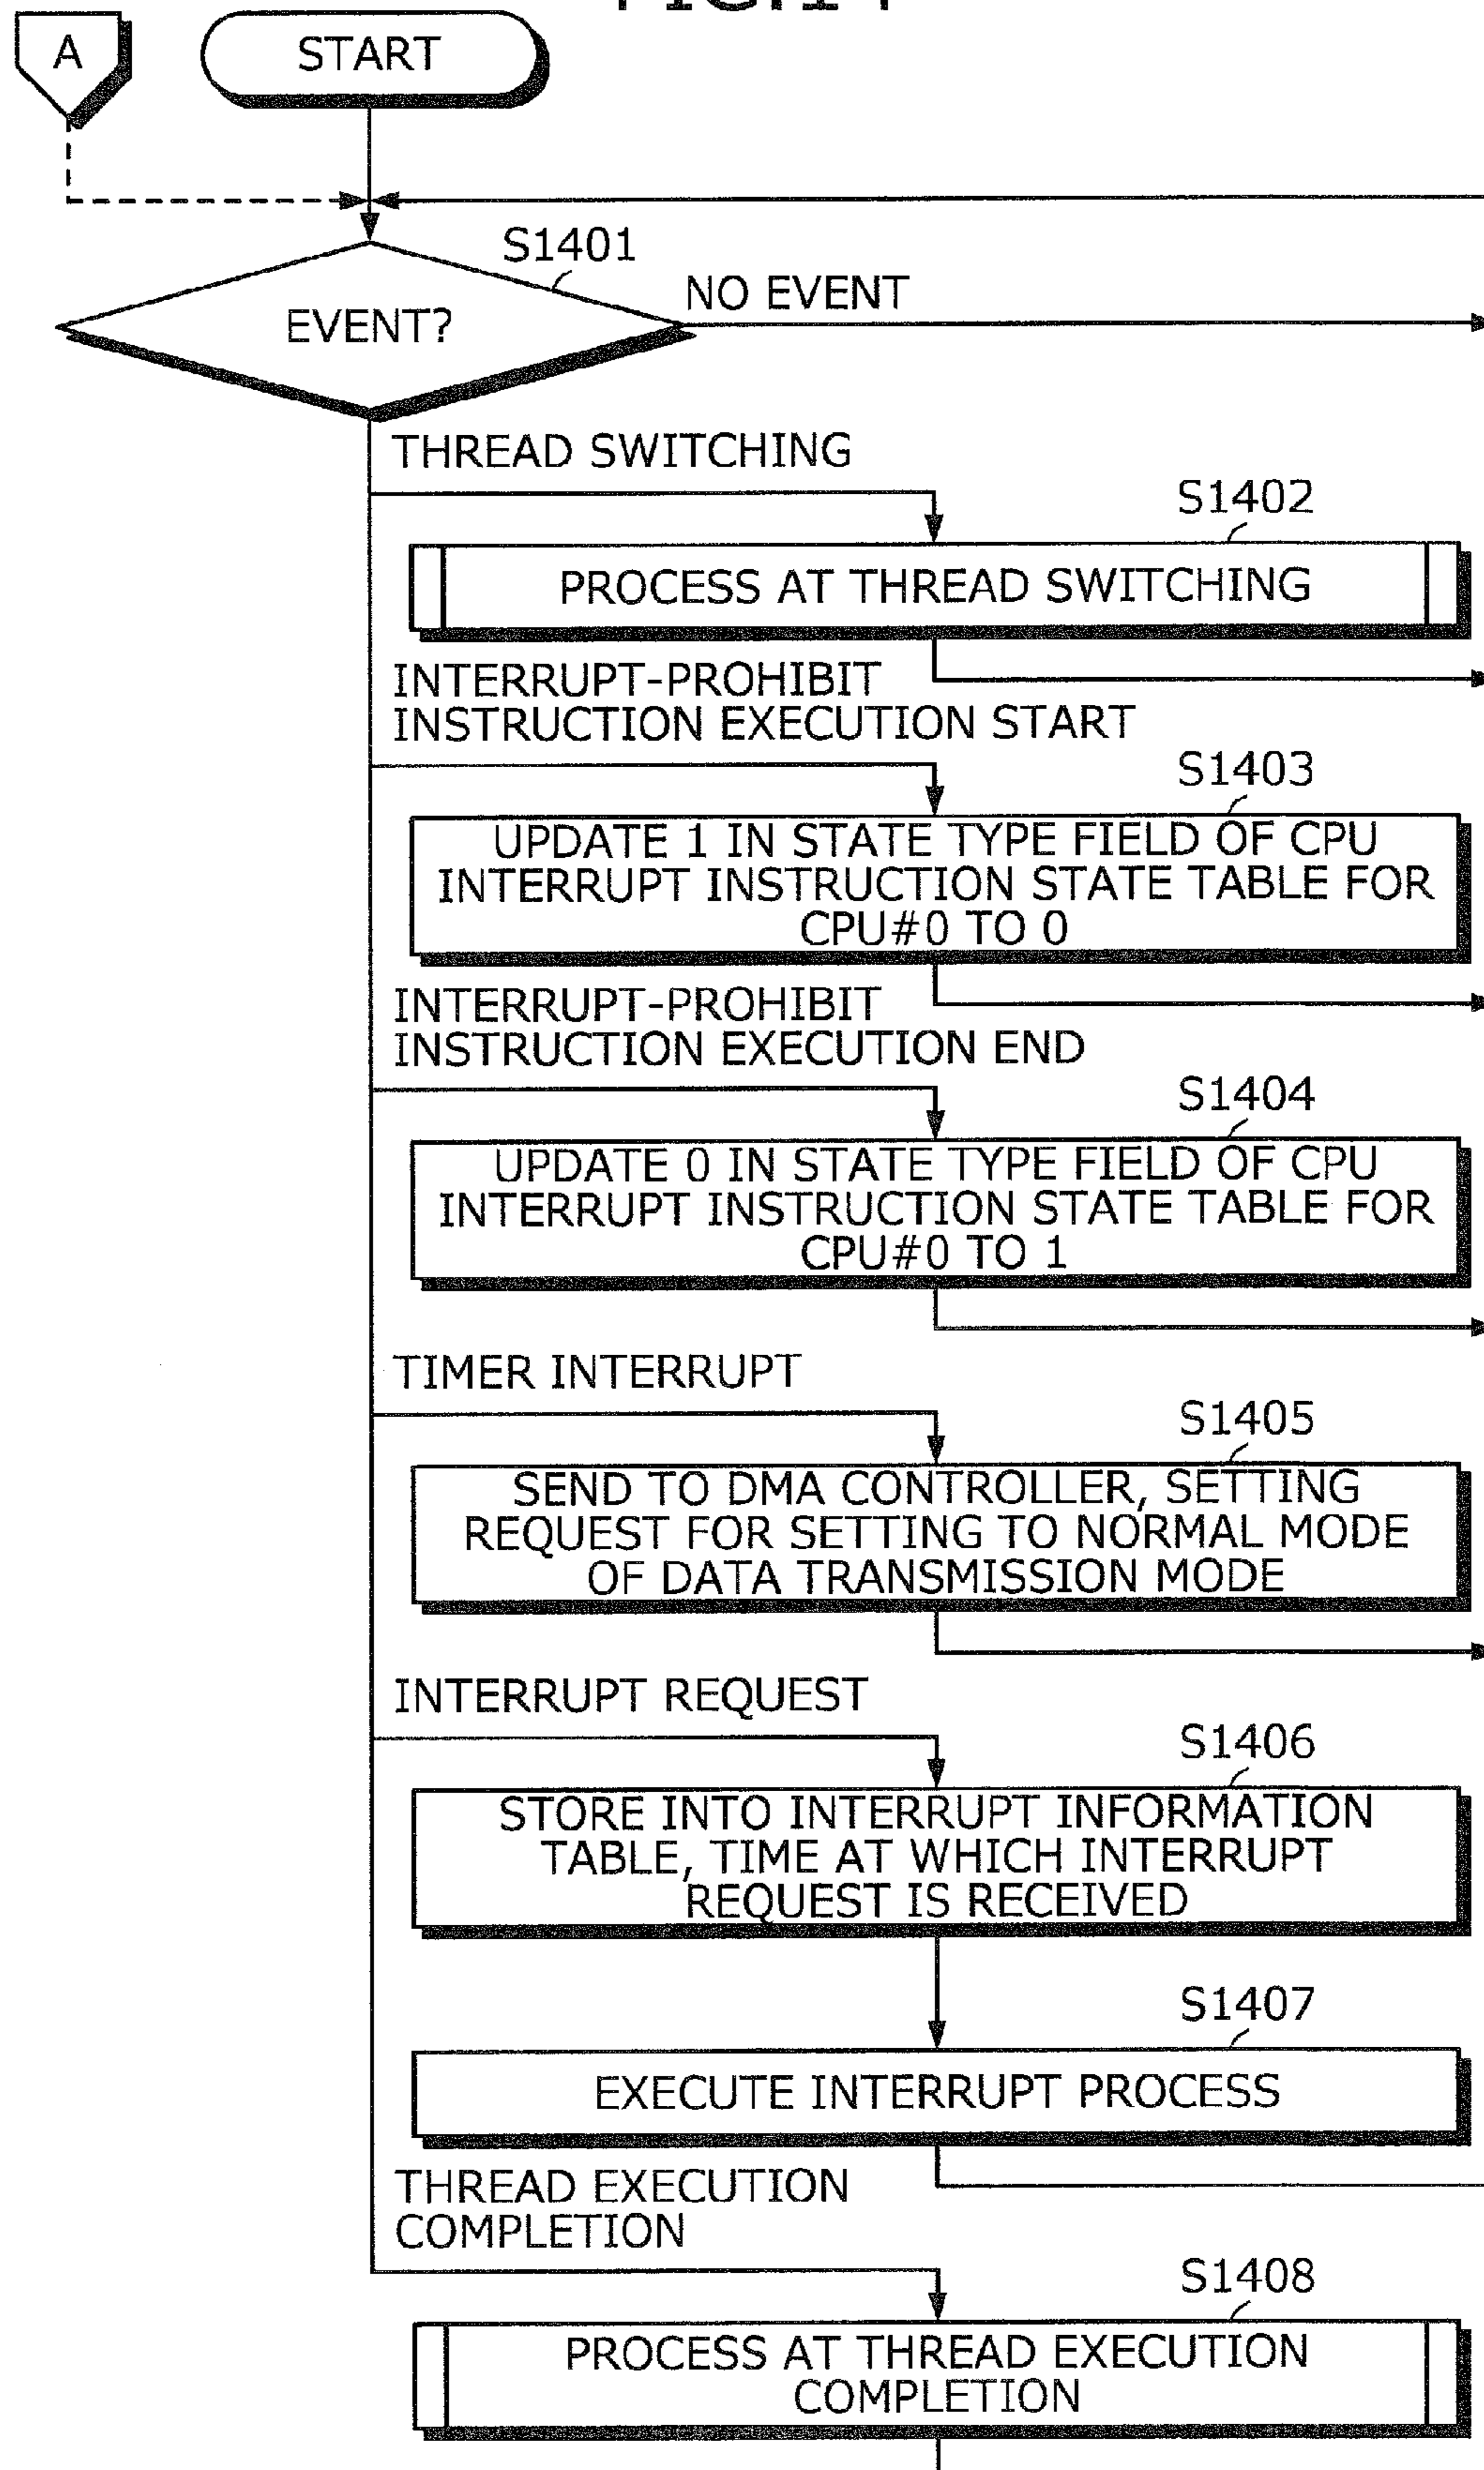 A
START
S1401
EVENT?
NO EVENT
THREAD SWITCHING
S1402
PROCESS AT THREAD SWITCHING
INTERRUPT-PROHIBIT
INSTRUCTION EXECUTION START
S1403
UPDATE 1 IN STATE TYPE FIELD OF CPU
INTERRUPT INSTRUCTION STATE TABLE FOR
CPU#0 TO 0
INTERRUPT-PROHIBIT
INSTRUCTION EXECUTION END
S1404
UPDATE 0 IN STATE TYPE FIELD OF CPU
INTERRUPT INSTRUCTION STATE TABLE FOR
CPU#0 TO 1
TIMER INTERRUPT
S1405
SEND TO DMA CONTROLLER, SETTING
REQUEST FOR SETTING TO NORMAL MODE
OF DATA TRANSMISSION MODE
INTERRUPT REQUEST
S1406
STORE INTO INTERRUPT INFORMATION
TABLE, TIME AT WHICH INTERRUPT
REQUEST IS RECEIVED
S1407
EXECUTE INTERRUPT PROCESS
THREAD EXECUTION
COMPLETION
S1408
PROCESS AT THREAD EXECUTION
COMPLETION